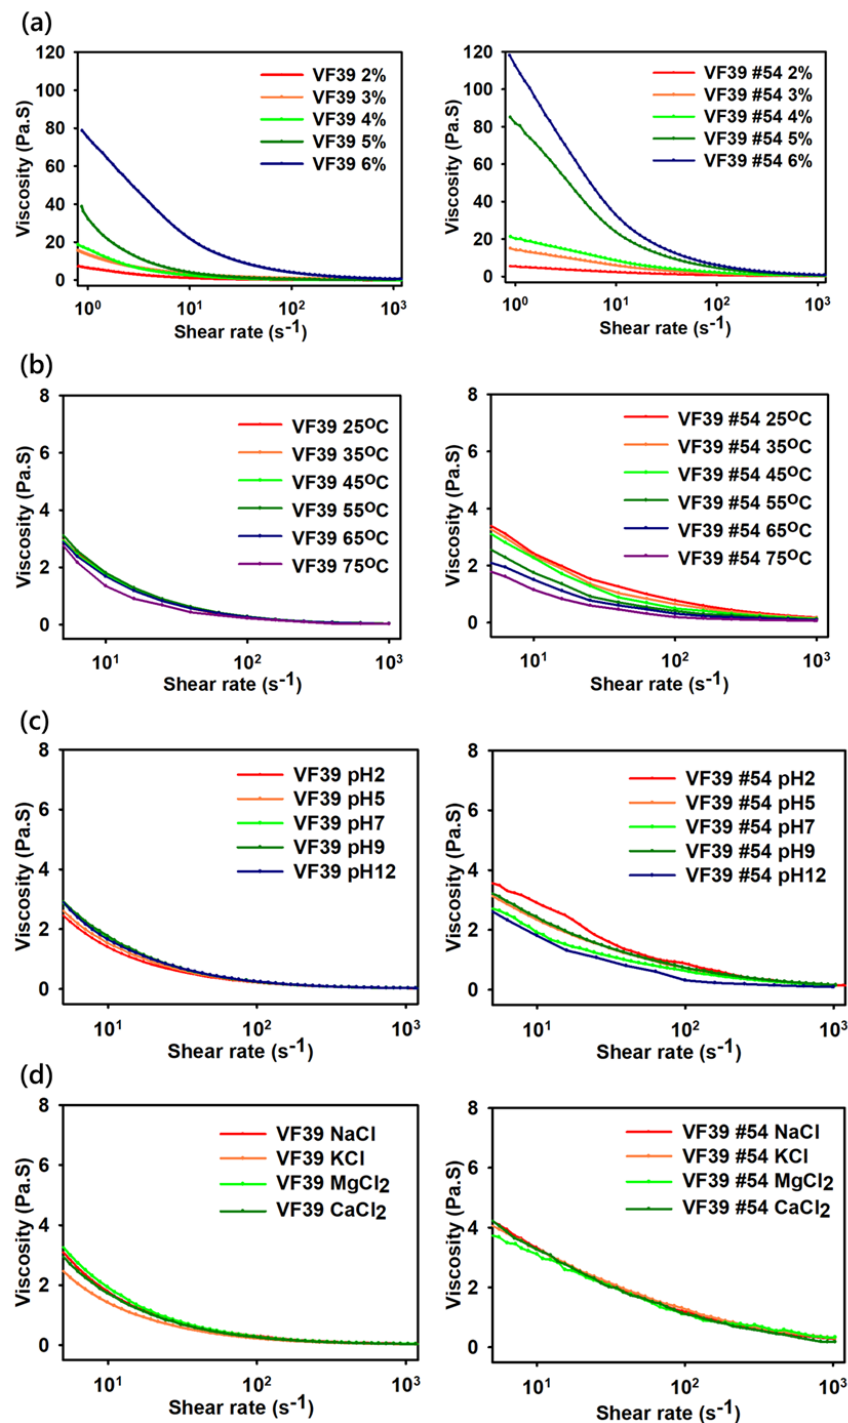 (a)
120
100
80
60
40
20
0
Viscosity (Pa.S)
VF39 2%
VF39 3%
VF39 4%
VF39 5%
VF39 6%
10⁰ 10¹ 10² 10³
Shear rate (s⁻¹)
120
100
80
60
40
20
0
Viscosity (Pa.S)
VF39 #54 2%
VF39 #54 3%
VF39 #54 4%
VF39 #54 5%
VF39 #54 6%
10⁰ 10¹ 10² 10³
Shear rate (s⁻¹)
(b)
8
6
4
2
0
Viscosity (Pa.S)
VF39 25ᴼC
VF39 35ᴼC
VF39 45ᴼC
VF39 55ᴼC
VF39 65ᴼC
VF39 75ᴼC
10¹ 10² 10³
Shear rate (s⁻¹)
8
6
4
2
0
Viscosity (Pa.S)
VF39 #54 25ᴼC
VF39 #54 35ᴼC
VF39 #54 45ᴼC
VF39 #54 55ᴼC
VF39 #54 65ᴼC
VF39 #54 75ᴼC
10¹ 10² 10³
Shear rate (s⁻¹)
(c)
8
6
4
2
0
Viscosity (Pa.S)
VF39 pH2
VF39 pH5
VF39 pH7
VF39 pH9
VF39 pH12
10¹ 10² 10³
Shear rate (s⁻¹)
8
6
4
2
0
Viscosity (Pa.S)
VF39 #54 pH2
VF39 #54 pH5
VF39 #54 pH7
VF39 #54 pH9
VF39 #54 pH12
10¹ 10² 10³
Shear rate (s⁻¹)
(d)
8
6
4
2
0
Viscosity (Pa.S)
VF39 NaCl
VF39 KCl
VF39 MgCl₂
VF39 CaCl₂
10¹ 10² 10³
Shear rate (s⁻¹)
8
6
4
2
0
Viscosity (Pa.S)
VF39 #54 NaCl
VF39 #54 KCl
VF39 #54 MgCl₂
VF39 #54 CaCl₂
10¹ 10² 10³
Shear rate (s⁻¹)